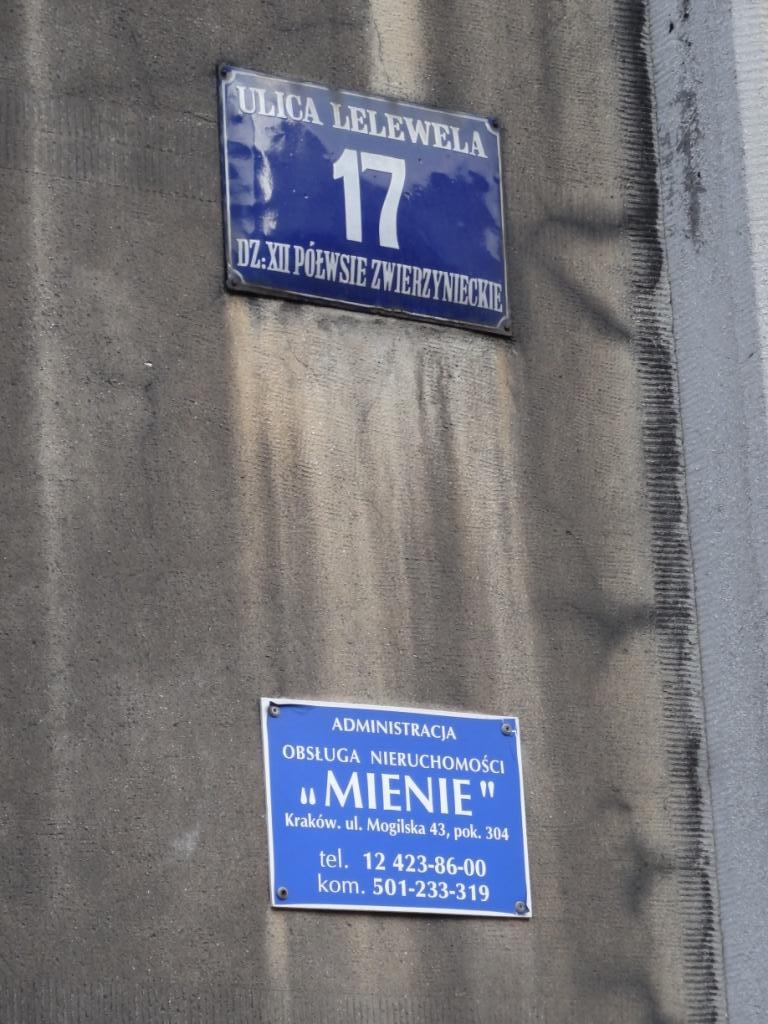 ULICA LELEWELA
17
DZ:XII PÓŁWSIE ZWIERZYNIECKIE
ADMINISTRACJA
OBSŁUGA NIERUCHOMOŚCI
„MIENIE"
Kraków. ul. Mogilska 43, pok. 304
tel. 12 423-86-00
kom. 501-233-319